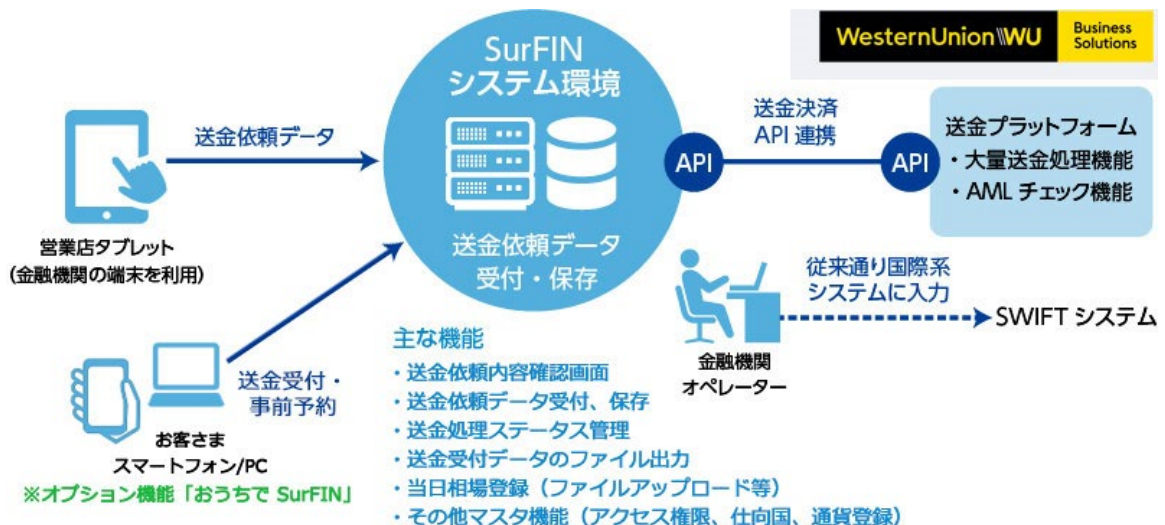 WesternUnion\\WU
Business
Solutions
SurFIN
システム環境
送金依頼データ
受付・保存
送金依頼データ
営業店タブレット
（金融機関の端末を利用）
送金受付・
事前予約
お客さま
スマートフォン/PC
※オプション機能「おうちで SurFIN」
API
送金決済
API 連携
API
送金プラットフォーム
・大量送金処理機能
・AML チェック機能
金融機関
オペレーター
従来通り国際系
システムに入力
SWIFT システム
主な機能
・送金依頼内容確認画面
・送金依頼データ受付、保存
・送金処理ステータス管理
・送金受付データのファイル出力
・当日相場登録（ファイルアップロード等）
・その他マスタ機能（アクセス権限、仕向国、通貨登録）